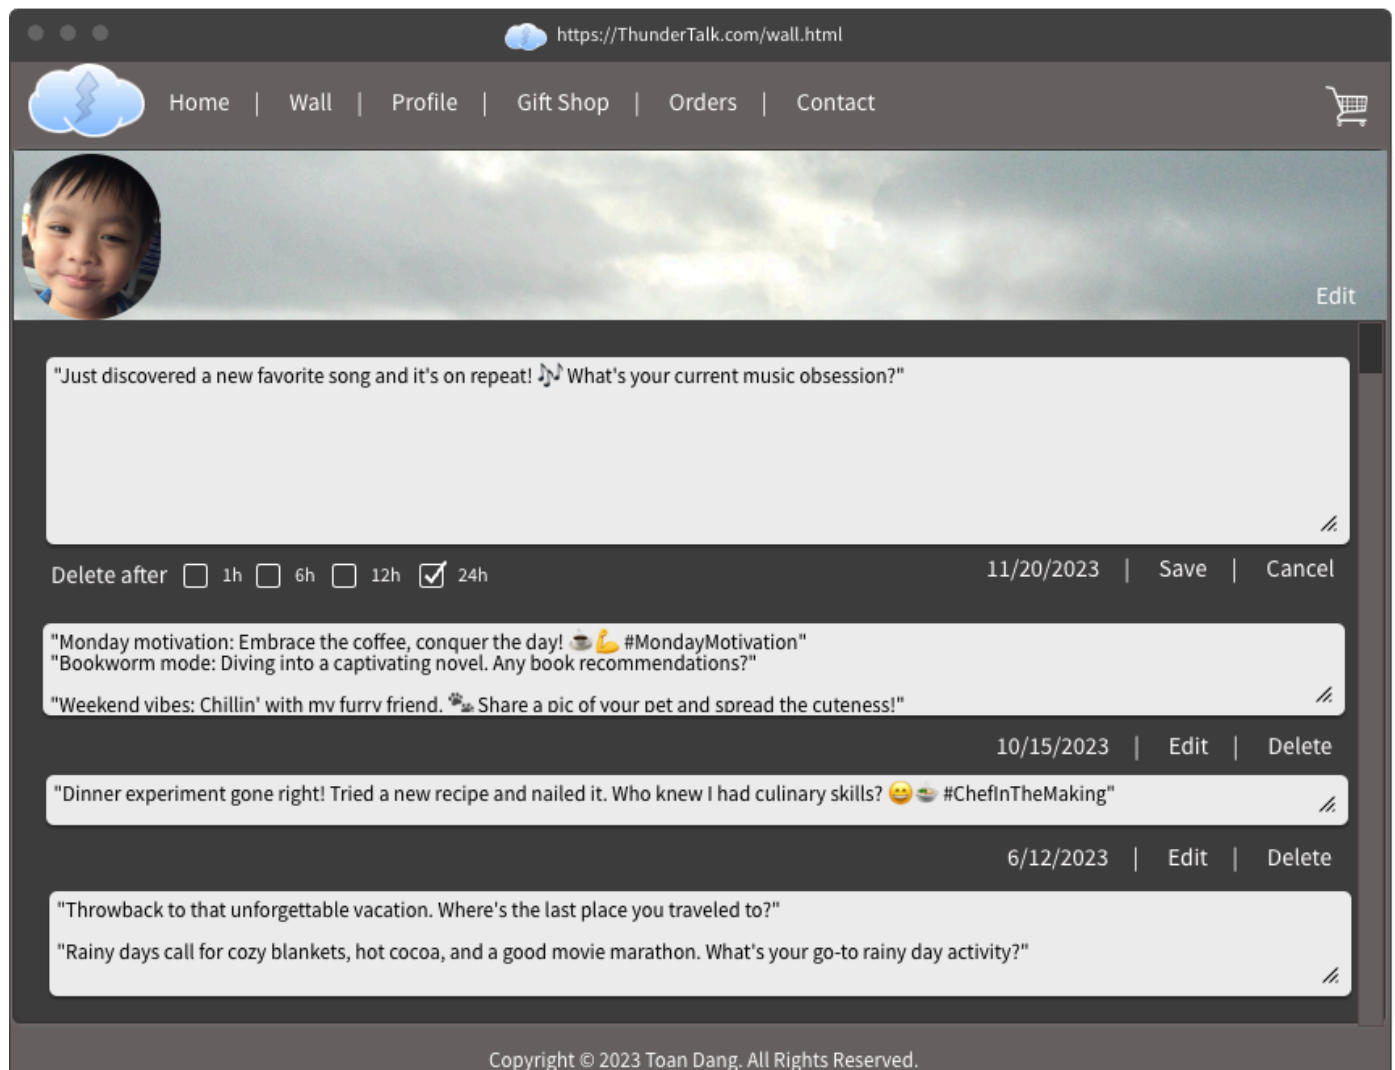 https://ThunderTalk.com/wall.html
Home | Wall | Profile | Gift Shop | Orders | Contact
Edit
"Just discovered a new favorite song and it's on repeat! 🎶 What's your current music obsession?"
Delete after 1h 6h 12h 24h
11/20/2023 | Save | Cancel
"Monday motivation: Embrace the coffee, conquer the day! ☕💪 #MondayMotivation"
"Bookworm mode: Diving into a captivating novel. Any book recommendations?"
"Weekend vibes: Chillin' with my furry friend. 🐾 Share a pic of your pet and spread the cuteness!"
10/15/2023 | Edit | Delete
"Dinner experiment gone right! Tried a new recipe and nailed it. Who knew I had culinary skills? 😄🍲 #ChefInTheMaking"
6/12/2023 | Edit | Delete
"Throwback to that unforgettable vacation. Where's the last place you traveled to?"
"Rainy days call for cozy blankets, hot cocoa, and a good movie marathon. What's your go-to rainy day activity?"
Copyright © 2023 Toan Dang. All Rights Reserved.